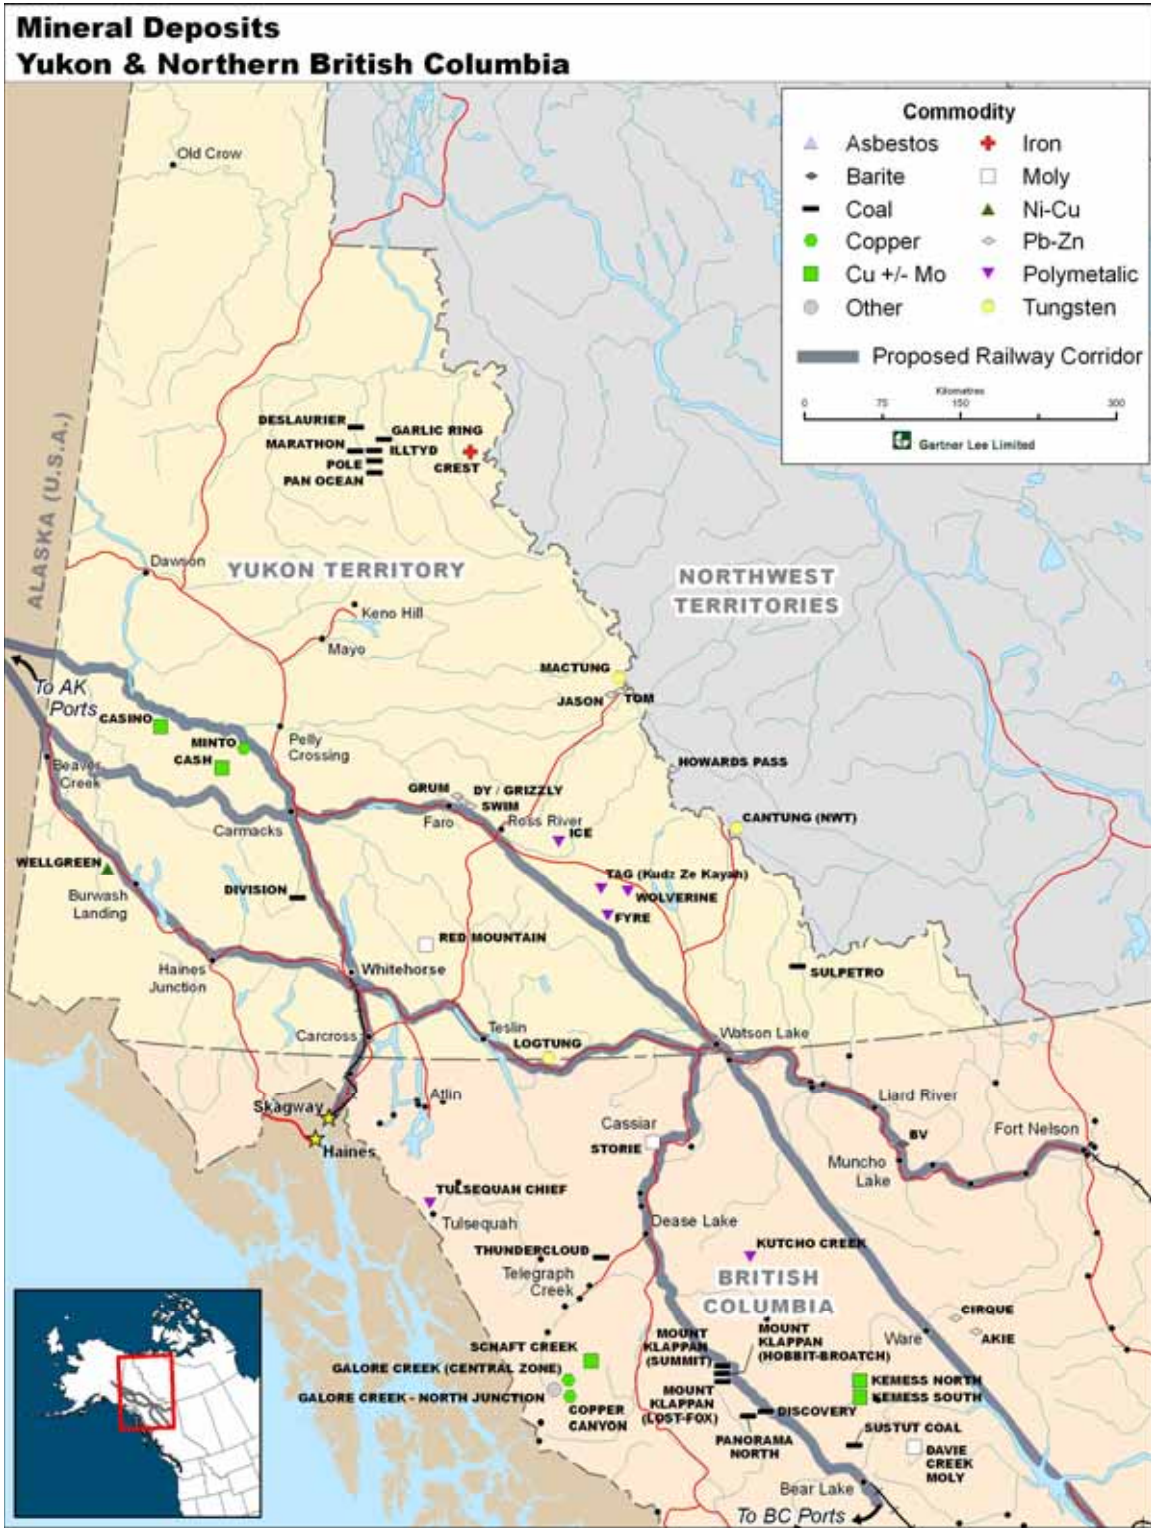 Mineral Deposits
Yukon & Northern British Columbia
Commodity
Asbestos
Iron
Barite
Moly
Coal
Ni-Cu
Copper
Pb-Zn
Cu +/- Mo
Polymetalic
Other
Tungsten
Proposed Railway Corridor
Kilometres
0 75 150 300
Gartner Lee Limited
Old Crow
ALASKA (U.S.A.)
DESLAURIER
GARLIC RING
MARATHON
ILLTYD
POLE
CREST
PAN OCEAN
Dawson
YUKON TERRITORY
NORTHWEST
TERRITORIES
Keno Hill
Mayo
MACTUNG
JASON
TOM
To AK
Ports
CASINO
MINTO
CASH
Pelly
Crossing
Beaver
Creek
HOWARDS PASS
GRUM
DY / GRIZZLY
SWIM
Carmacks
Faro
Ross River
ICE
CANTUNG (NWT)
WELLGREEN
Burwash
Landing
DIVISION
TAG (Kudz Ze Kayah)
WOLVERINE
FYRE
RED MOUNTAIN
Haines
Junction
Whitehorse
SULPETRO
Carcross
Teslin
LOGTUNG
Watson Lake
Skagway
Haines
Atlin
Cassiar
STORIE
Liard River
BV
Fort Nelson
Muncho
Lake
TULSEQUAH CHIEF
Tulsequah
Dease Lake
THUNDERCLOUD
Telegraph
Creek
KUTCHO CREEK
BRITISH
COLUMBIA
CIRQUE
AKIE
Ware
SCHAFT CREEK
MOUNT
KLAPPAN
(SUMMIT)
MOUNT
KLAPPAN
(HOBBIT-BROATCH)
GALORE CREEK (CENTRAL ZONE)
GALORE CREEK - NORTH JUNCTION
COPPER
CANYON
MOUNT
KLAPPAN
(LOST-FOX)
KEMESS NORTH
KEMESS SOUTH
DISCOVERY
PANORAMA
NORTH
SUSTUT COAL
DAVIE
CREEK
MOLY
Bear Lake
To BC Ports